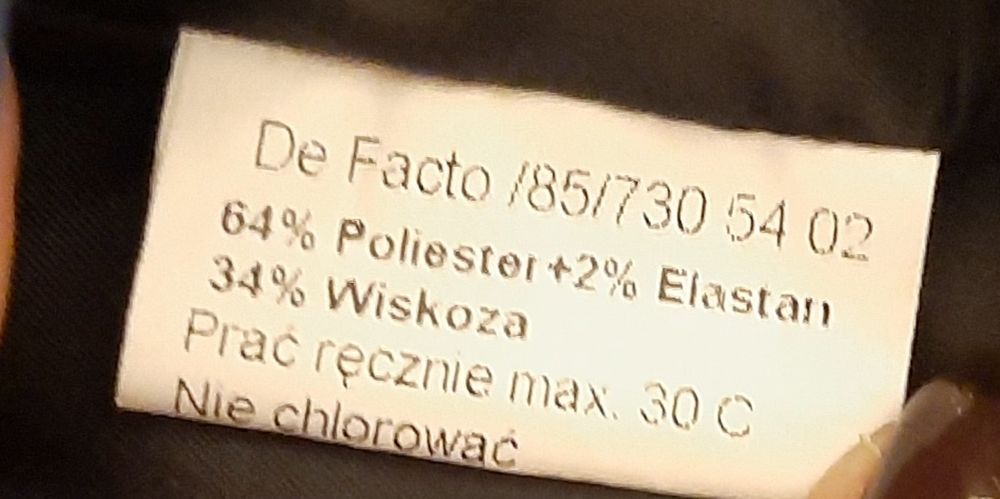 De Facto /85/730 54 02
64% Poliester+2% Elastan
34% Wiskoza
Prać ręcznie max. 30 C
Nie chlorować